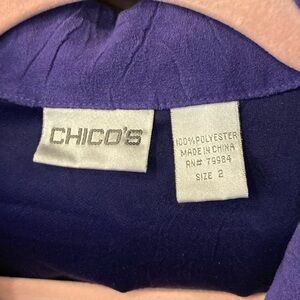 CHICO'S
100% POLYESTER
MADE IN CHINA
RN# 79984
SIZE 2